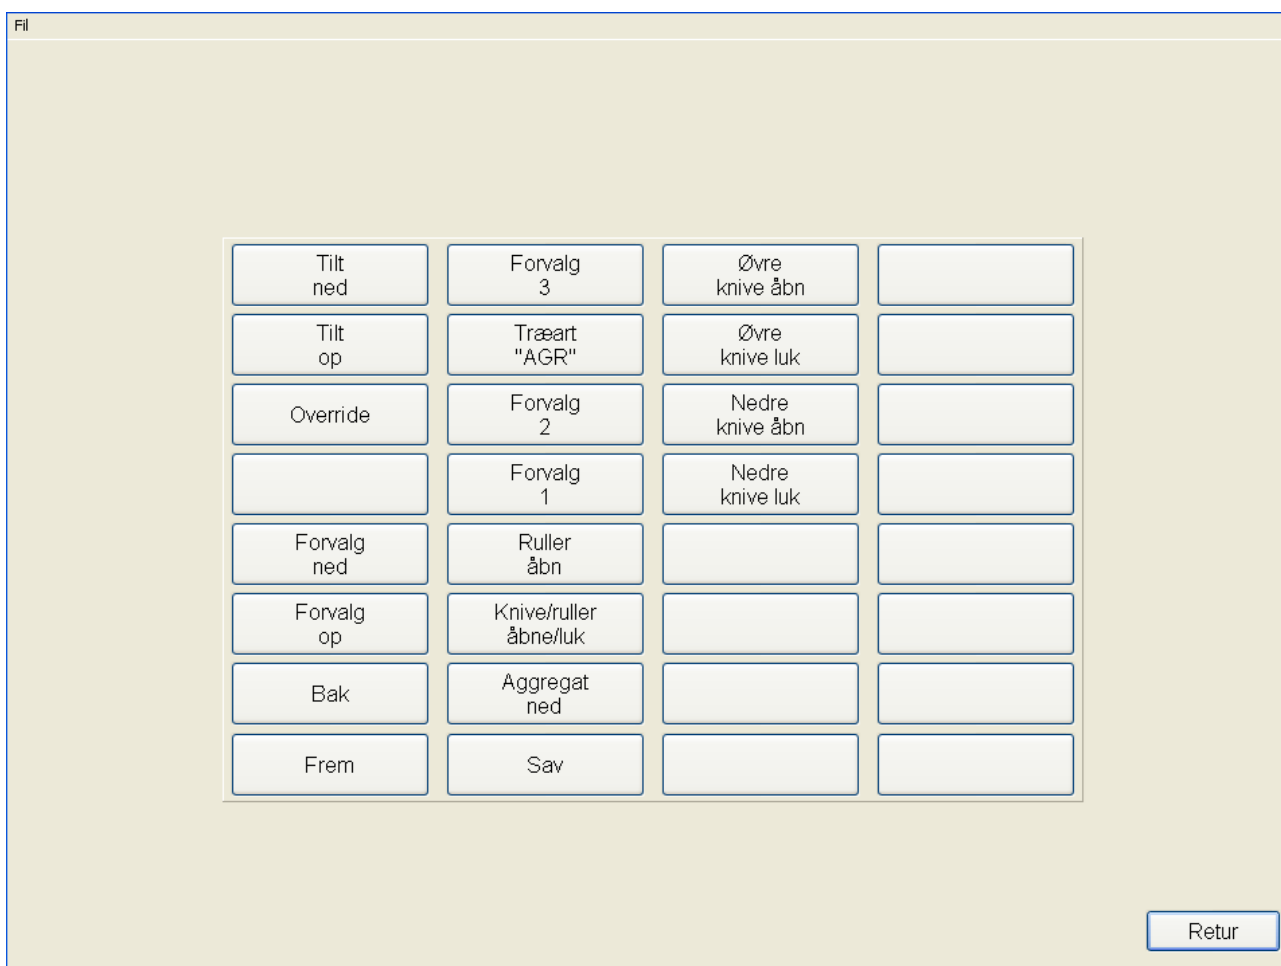 Fil
Tilt
ned
Forvalg
3
Øvre
knive åbn
Tilt
op
Træart
"AGR"
Øvre
knive luk
Override
Forvalg
2
Nedre
knive åbn
Forvalg
1
Nedre
knive luk
Forvalg
ned
Ruller
åbn
Forvalg
op
Knive/ruller
åbne/luk
Bak
Aggregat
ned
Frem
Sav
Retur